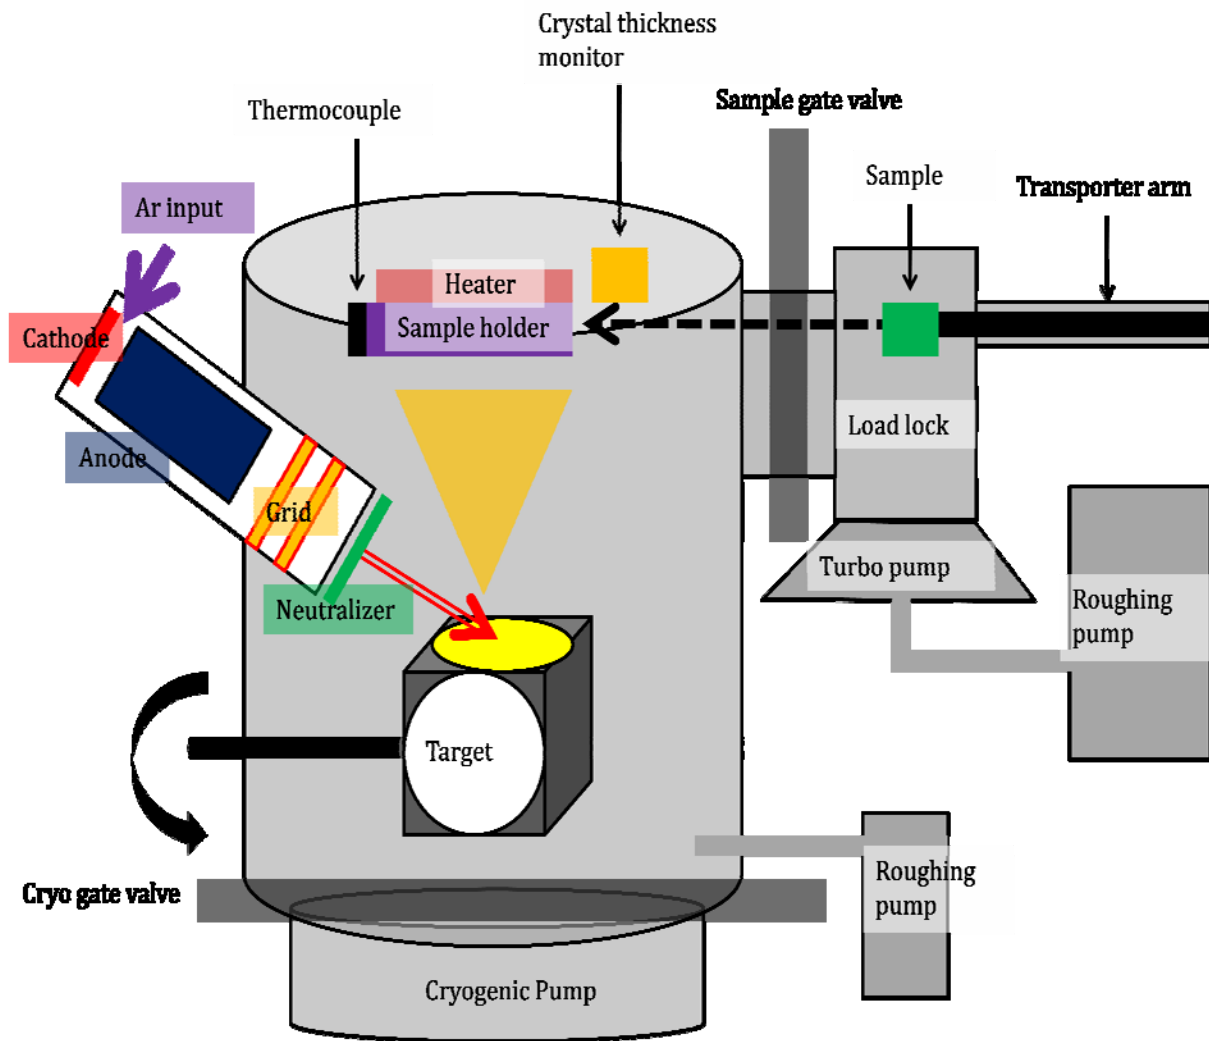 Crystal thickness
monitor
Thermocouple
Sample gate valve
Sample
Transporter arm
Ar input
Heater
Sample holder
Cathode
Load lock
Anode
Grid
Turbo pump
Neutralizer
Roughing
pump
Target
Cryo gate valve
Roughing
pump
Cryogenic Pump